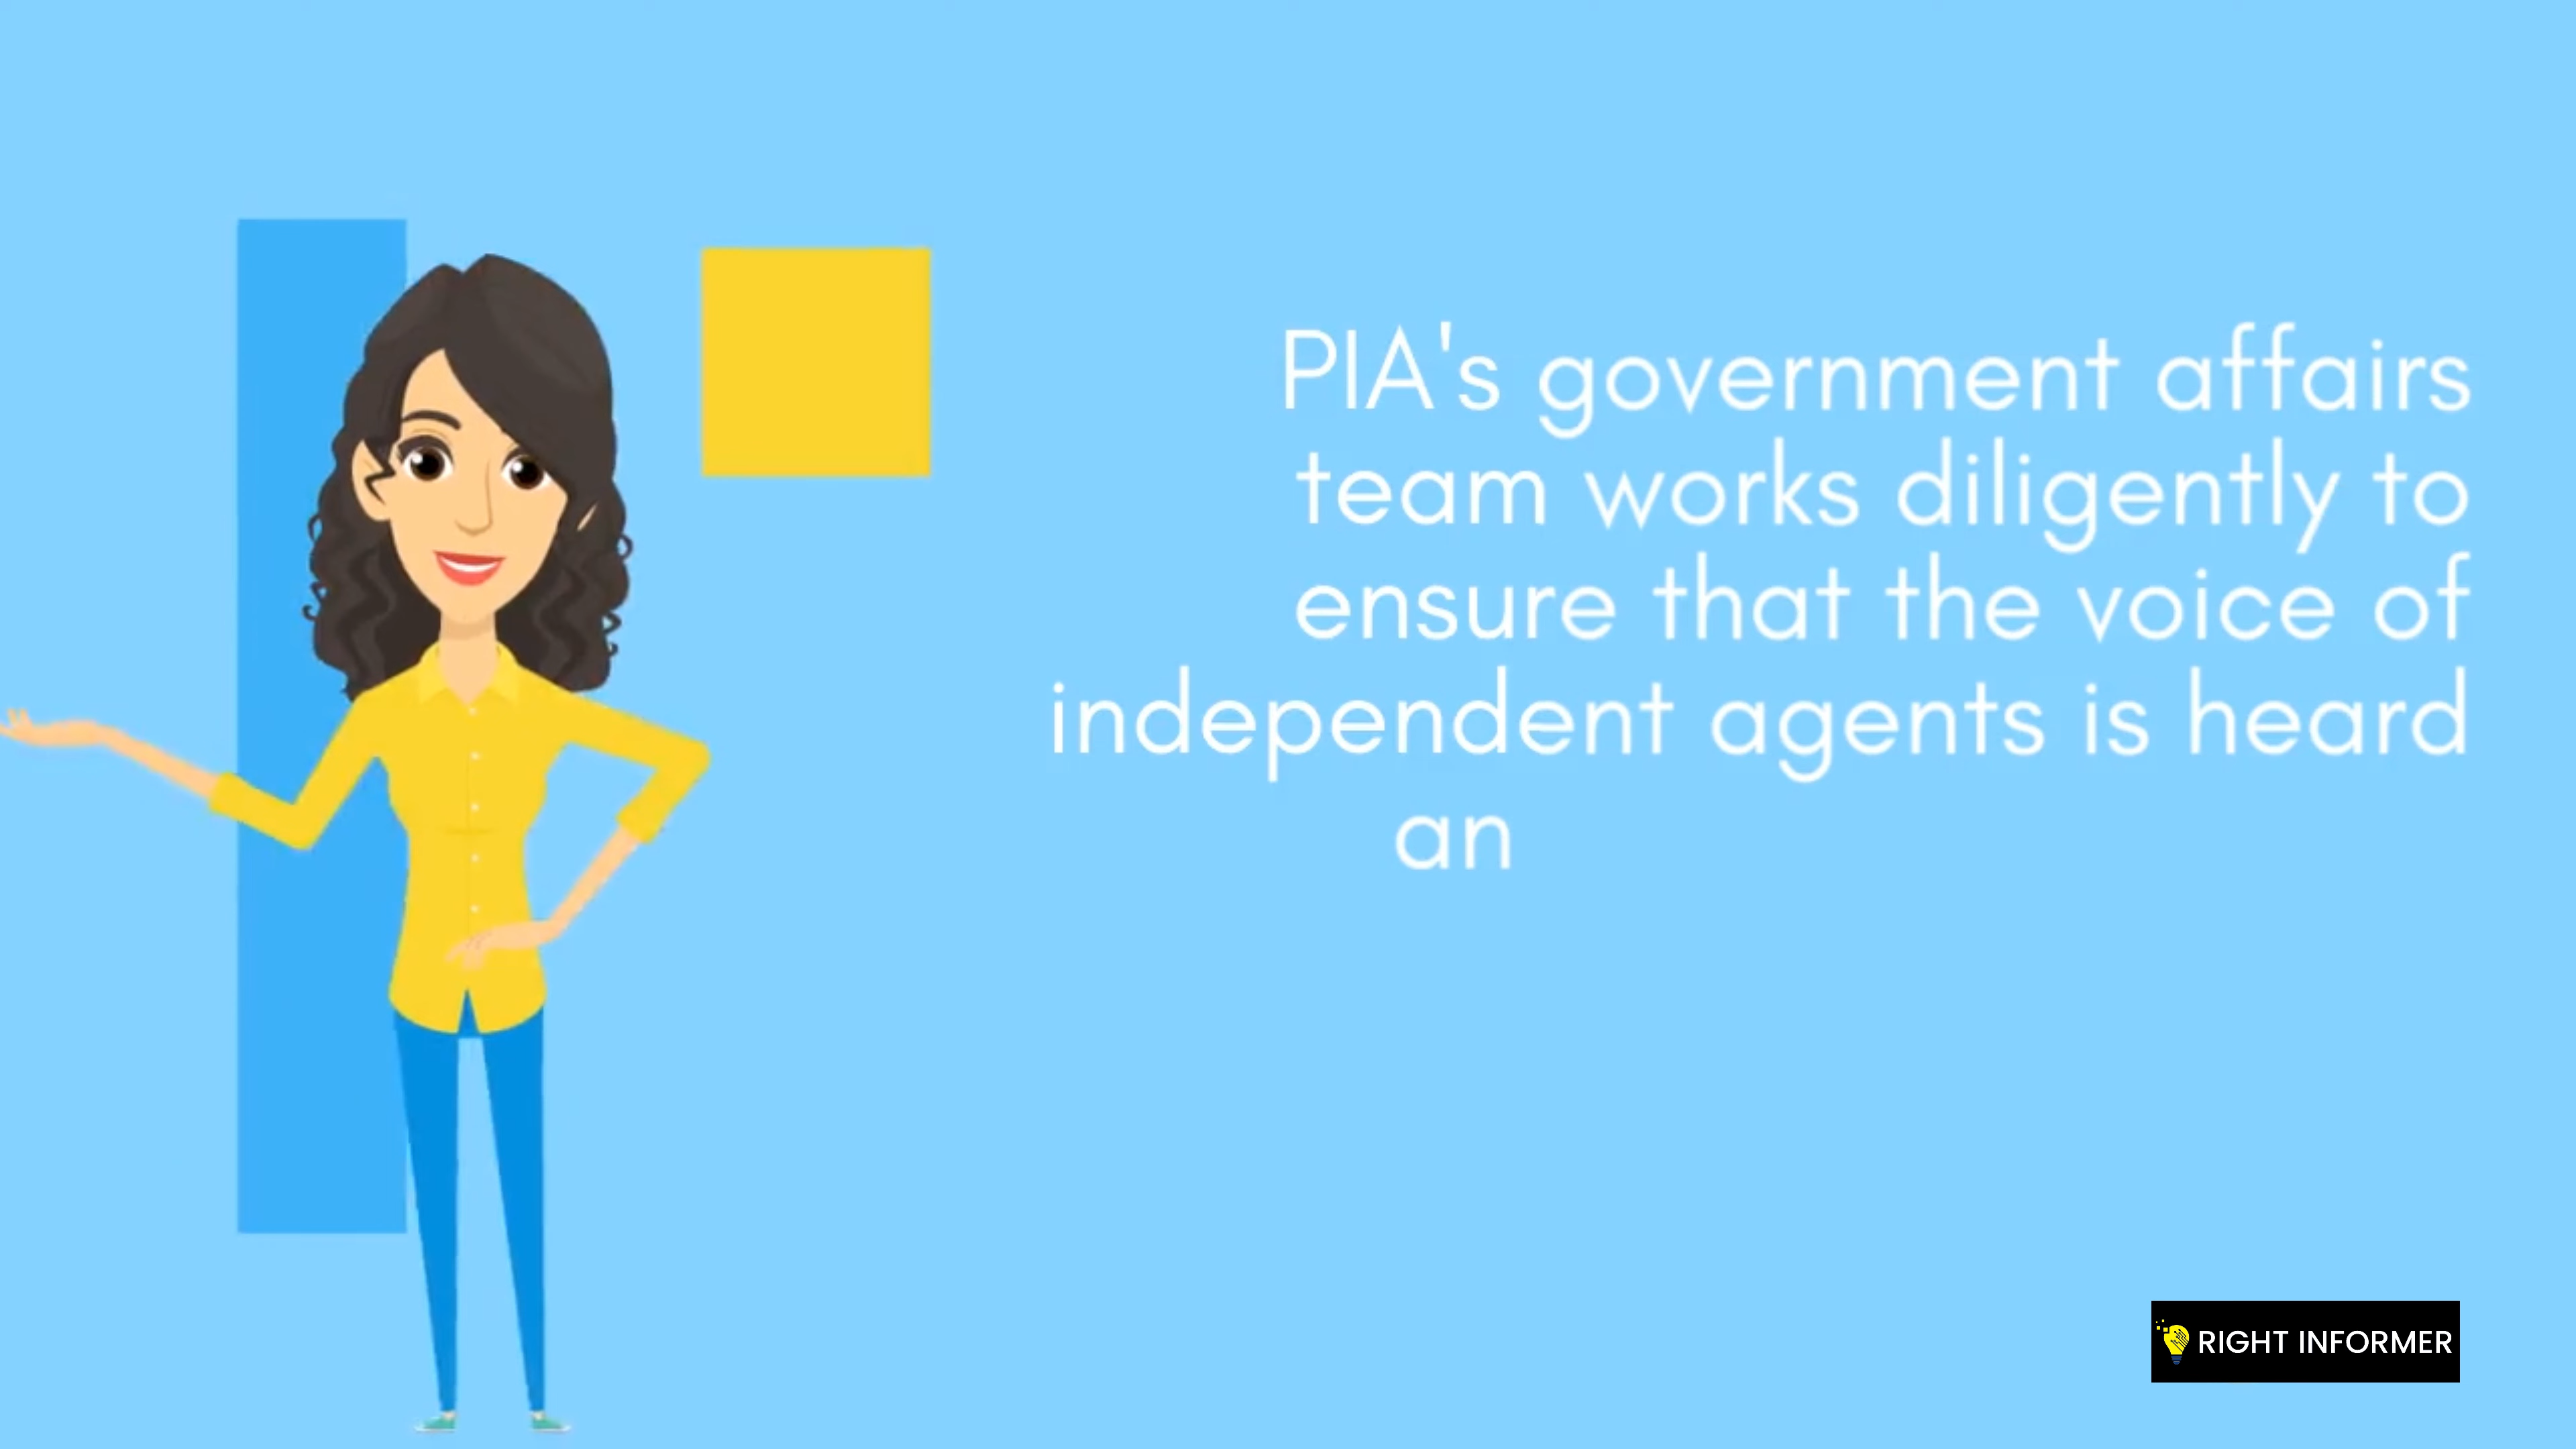 PIA's government affairs
team works diligently to
ensure that the voice of
independent agents is heard
an
RIGHT INFORMER